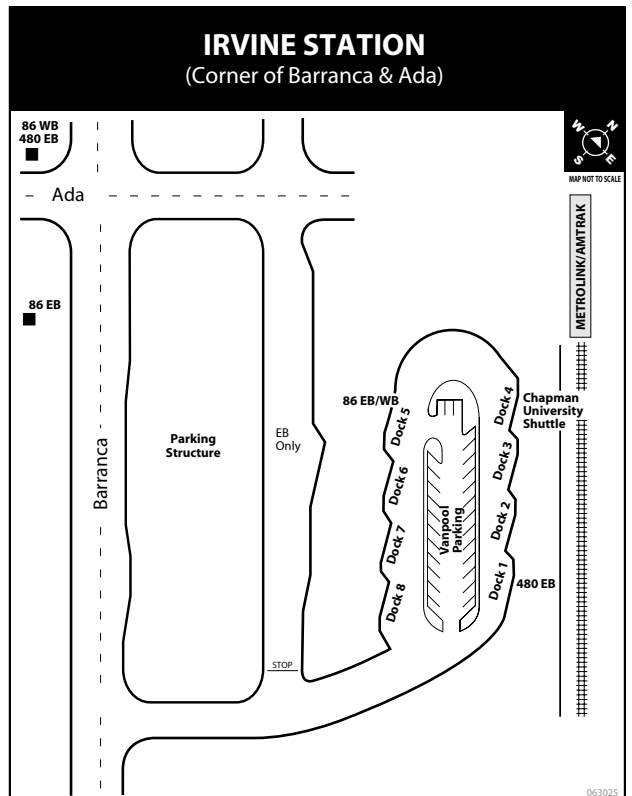 IRVINE STATION
(Corner of Barranca & Ada)
86 WB
480 EB
W
N
S
E
MAP NOT TO SCALE
Ada
METROLINK/AMTRAK
86 EB
86 EB/WB
Dock 5
Dock 4
Chapman
University
Shuttle
Parking
Structure
EB
Only
Barranca
Dock 6
Dock 3
Vanpool
Parking
Dock 7
Dock 2
Dock 8
Dock 1
480 EB
STOP
063025